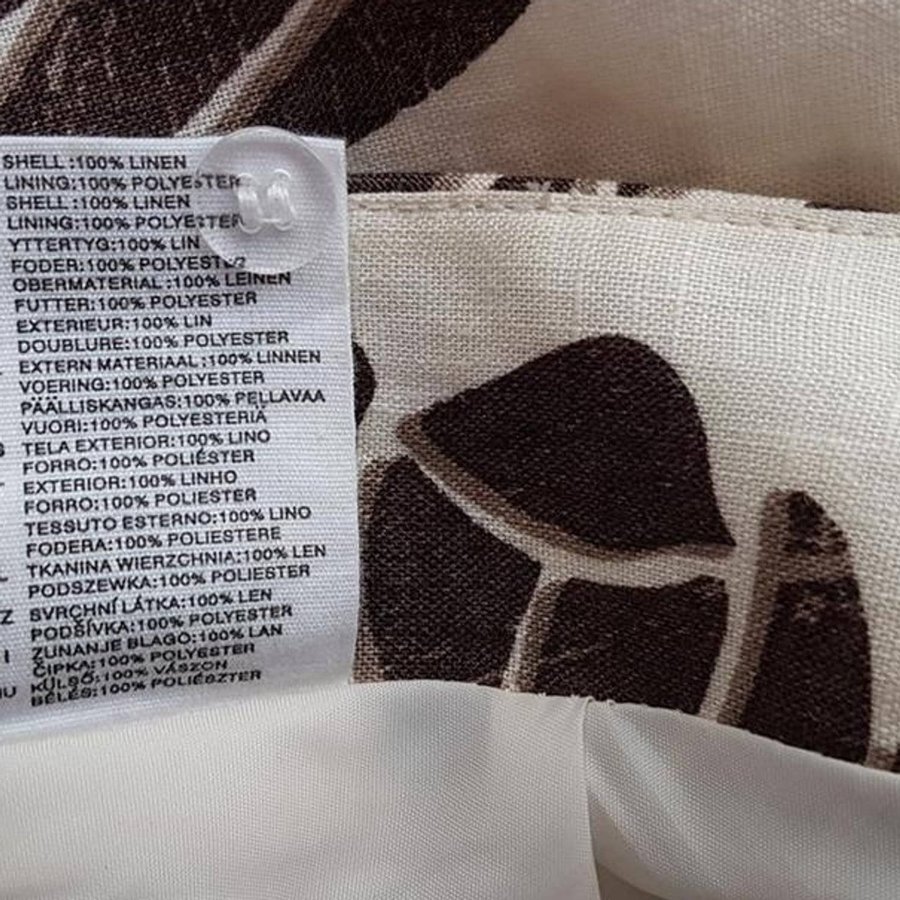 SHELL :100% LINEN
LINING:100% POLYESTER
SHELL :100% LINEN
LINING:100% POLYESTER
YTTERTYG:100% LIN
FODER:100% POLYESTER
OBERMATERIAL :100% LEINEN
FUTTER:100% POLYESTER
EXTERIEUR:100% LIN
DOUBLURE:100% POLYESTER
EXTERN MATERIAAL :100% LINNEN
VOERING:100% POLYESTER
PÄÄLLISKANGAS:100% PELLAVAA
VUORI:100% POLYESTERIÄ
TELA EXTERIOR:100% LINO
FORRO:100% POLIÉSTER
EXTERIOR:100% LINHO
FORRO:100% POLIESTER
TESSUTO ESTERNO:100% LINO
FODERA:100% POLIESTERE
TKANINA WIERZCHNIA:100% LEN
PODSZEWKA:100% POLIESTER
Z SVRCHNÍ LÁTKA:100% LEN
PODŠÍVKA:100% POLYESTER
I ZUNANJE BLAGO:100% LAN
ČIPKA:100% POLYESTER
KÜLSŐ:100% VÁSZON
BÉLÉS:100% POLIÉSZTER